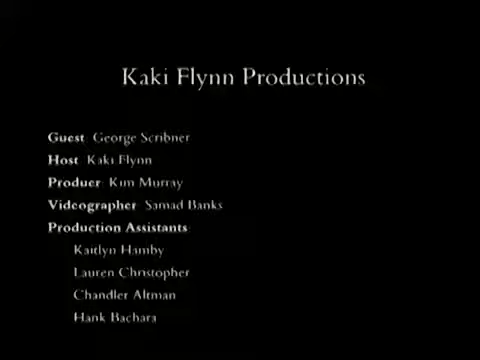 Kaki Flynn Productions
Guest: George Scribner
Host: Kaki Flynn
Produer: Kim Murray
Videographer: Samad Banks
Production Assistants:
Kaitlyn Hamby
Lauren Christopher
Chandler Altman
Hank Bachara